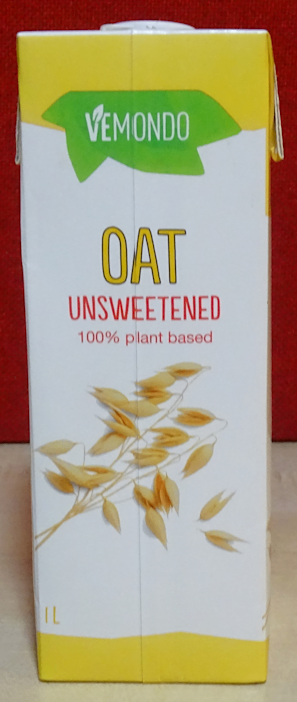 VEMONDO
OAT
UNSWEETENED
100% plant based
1L